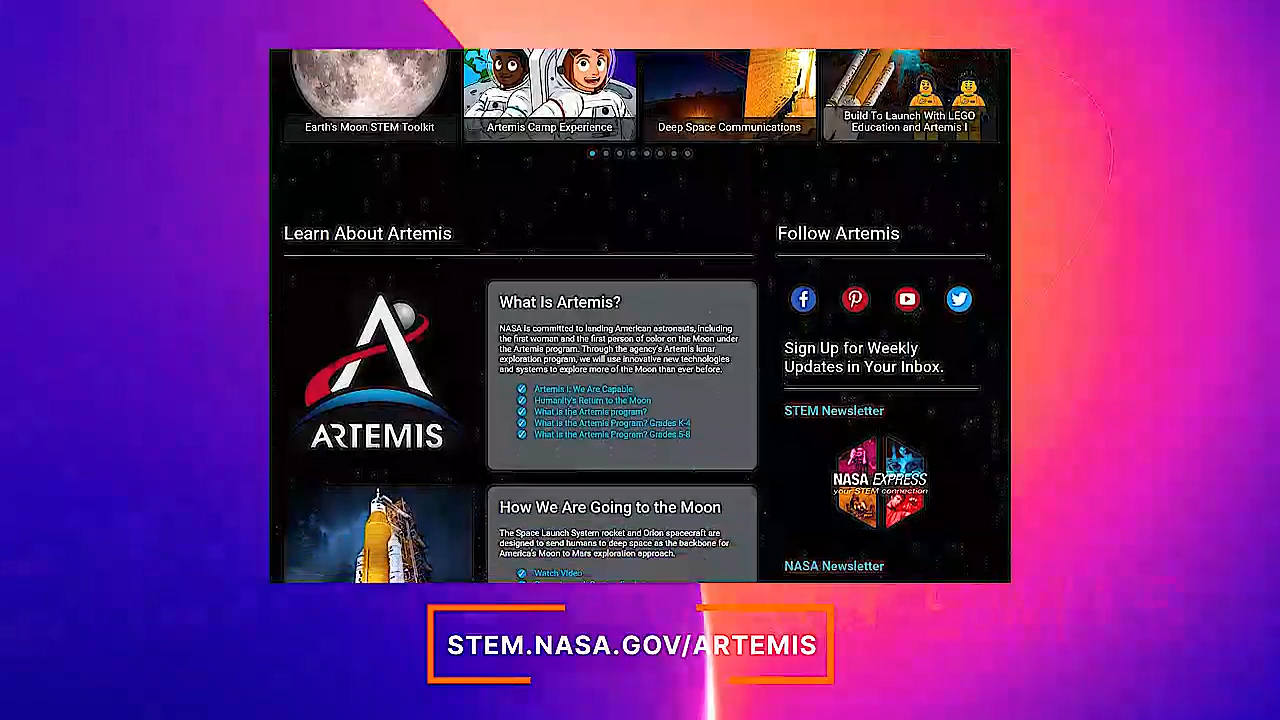 Earth's Moon STEM Toolkit
Artemis Camp Experience
Deep Space Communications
Build To Launch With LEGO
Education and Artemis I
Learn About Artemis
Follow Artemis
ARTEMIS
What Is Artemis?
NASA is committed to landing American astronauts, including
the first woman and the first person of color on the Moon under
the Artemis program. Through the agency's Artemis lunar
exploration program, we will use innovative new technologies
and systems to explore more of the Moon than ever before.
Artemis I: We Are Capable
Humanity's Return to the Moon
What is the Artemis program?
What is the Artemis Program? Grades K-4
What is the Artemis Program? Grades 5-8
Sign Up for Weekly
Updates in Your Inbox.
STEM Newsletter
NASA EXPRESS
your STEM connection
NASA Newsletter
How We Are Going to the Moon
The Space Launch System rocket and Orion spacecraft are
designed to send humans to deep space as the backbone for
America's Moon to Mars exploration approach.
Watch Video
STEM.NASA.GOV/ARTEMIS